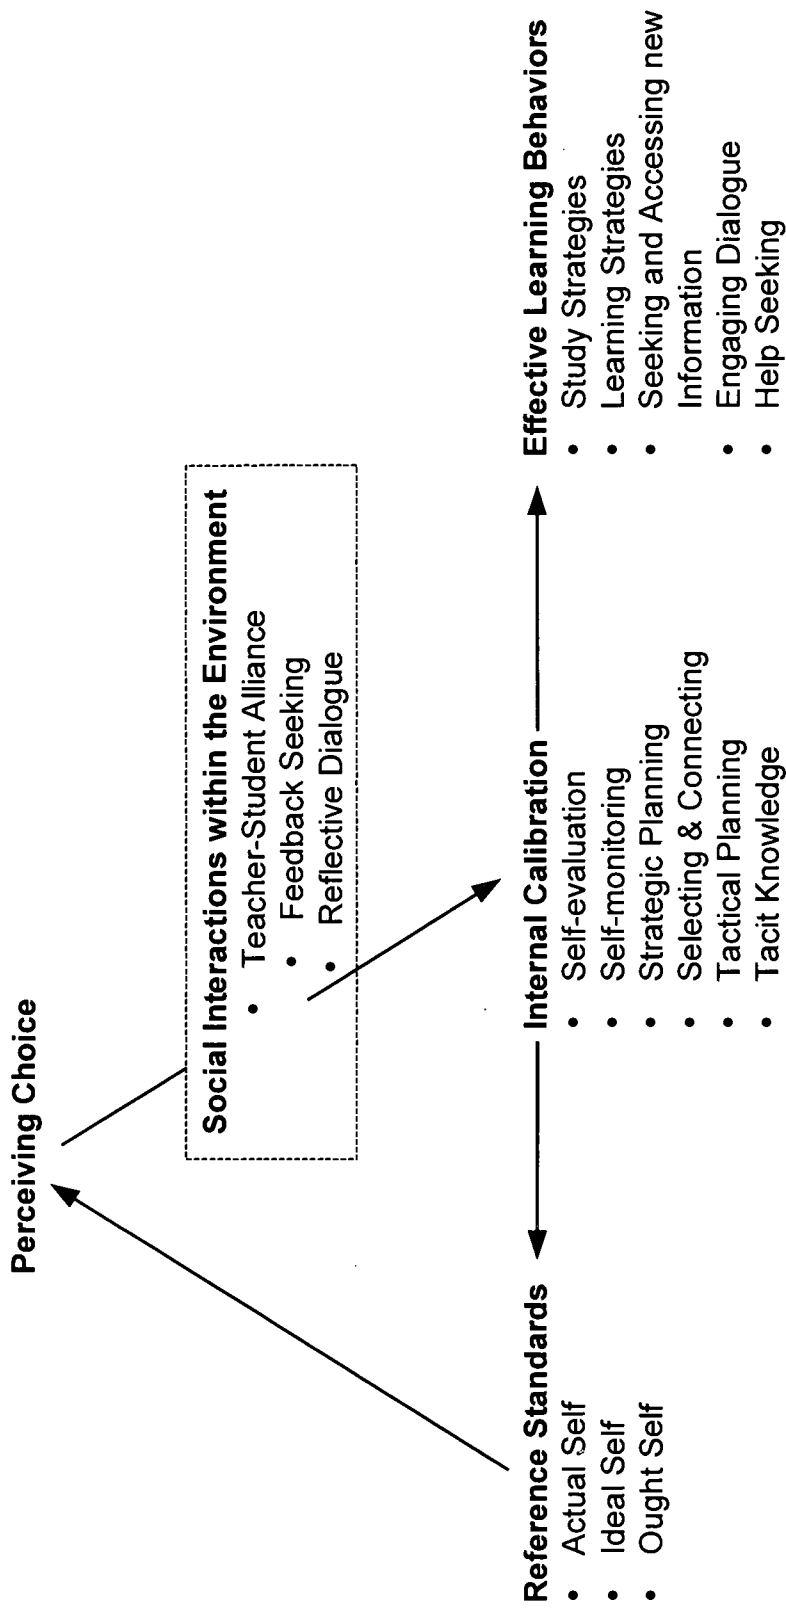 Perceiving Choice
Social Interactions within the Environment
• Teacher-Student Alliance
• Feedback Seeking
• Reflective Dialogue
Reference Standards
• Actual Self
• Ideal Self
• Ought Self
Internal Calibration
• Self-evaluation
• Self-monitoring
• Strategic Planning
• Selecting & Connecting
• Tactical Planning
• Tacit Knowledge
Effective Learning Behaviors
• Study Strategies
• Learning Strategies
• Seeking and Accessing new
Information
• Engaging Dialogue
• Help Seeking